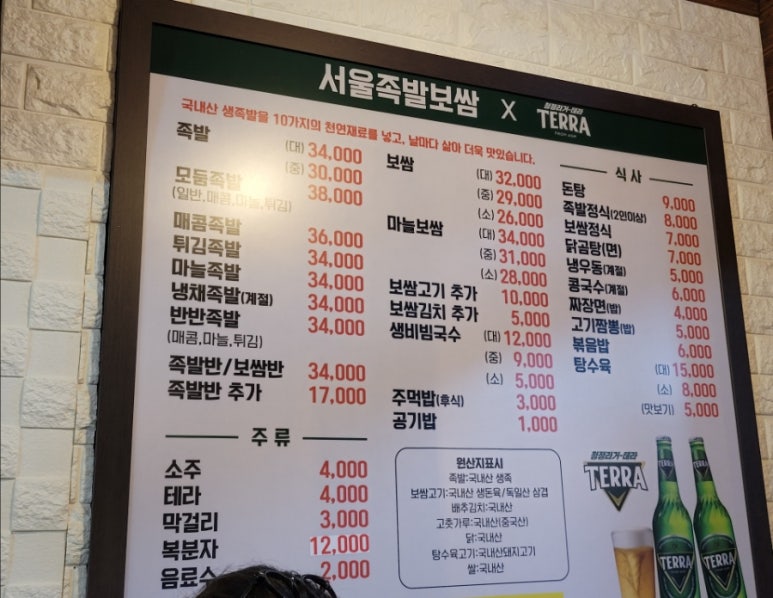 서울족발보쌈 X 청정라거-테라 TERRA
국내산 생족발을 10가지의 천연재료를 넣고, 날마다 삶아 더욱 맛있습니다.
족발 (대) 34,000
(중) 30,000
모둠족발 38,000
(일반,매콤,마늘,튀김)
매콤족발 36,000
튀김족발 34,000
마늘족발 34,000
냉채족발(계절) 34,000
반반족발 34,000
(매콤,마늘,튀김)
족발반/보쌈반 34,000
족발반 추가 17,000
주 류
소주 4,000
테라 4,000
막걸리 3,000
복분자 12,000
음료수 2,000
보쌈 (대) 32,000
(중) 29,000
(소) 26,000
마늘보쌈 (대) 34,000
(중) 31,000
(소) 28,000
보쌈고기 추가 10,000
보쌈김치 추가 5,000
생비빔국수 (대) 12,000
(중) 9,000
(소) 5,000
주먹밥(후식) 3,000
공기밥 1,000
원산지표시
족발:국내산 생족
보쌈고기:국내산 생돈육/독일산 삼겹
배추김치:국내산
고춧가루:국내산(중국산)
닭:국내산
탕수육고기:국내산돼지고기
쌀:국내산
식 사
돈탕 9,000
족발정식(2인이상) 8,000
보쌈정식 7,000
닭곰탕(면) 7,000
냉우동(계절) 5,000
콩국수(계절) 6,000
짜장면(밥) 4,000
고기짬뽕(밥) 5,000
볶음밥 6,000
탕수육 (대) 15,000
(소) 8,000
(맛보기) 5,000
청정라거-테라
TERRA
TERRA
TERRA